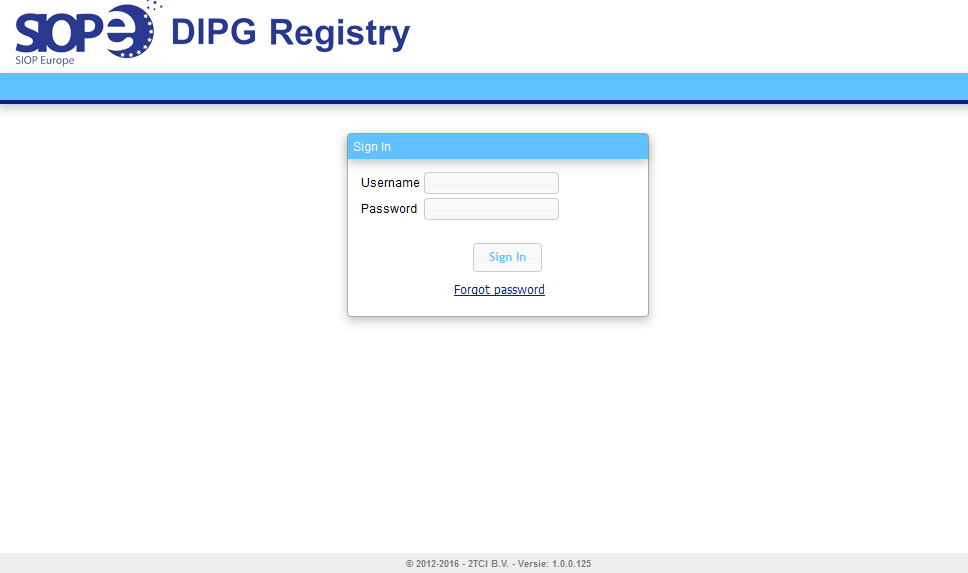 SIOPe DIPG Registry
SIOP Europe
Sign In
Username
Password
Sign In
Forgot password
© 2012-2016 - 2TCI B.V. - Versie: 1.0.0.125